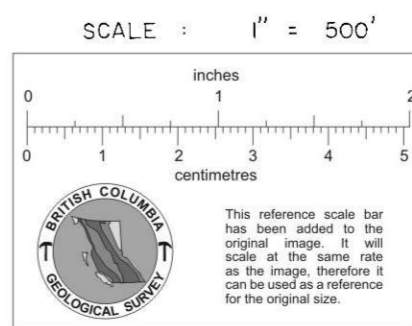 SCALE : 1" = 500'
inches
0 1 2
0 1 2 3 4 5
centimetres
BRITISH COLUMBIA
GEOLOGICAL SURVEY
This reference scale bar
has been added to the
original image. It will
scale at the same rate
as the image, therefore it
can be used as a reference
for the original size.